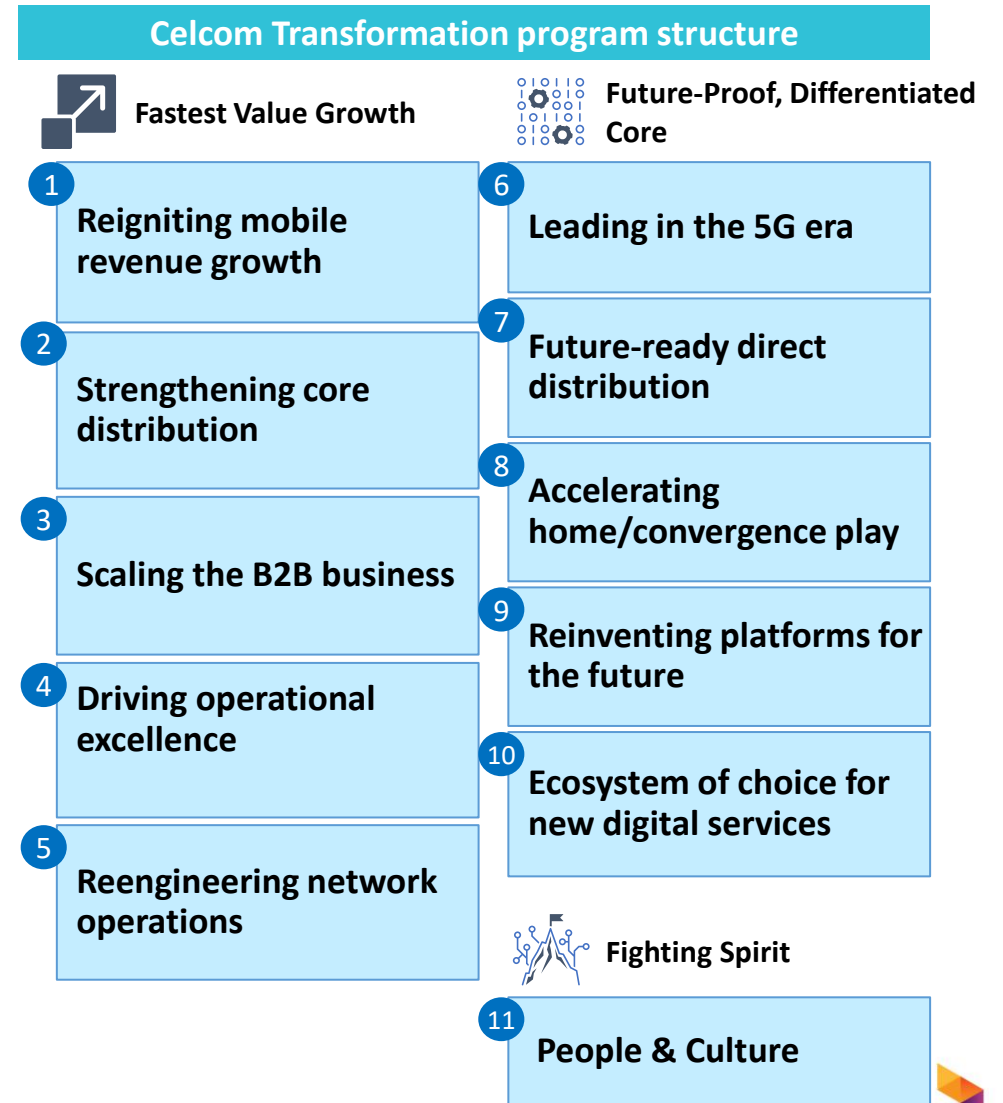 Celcom Transformation program structure
Fastest Value Growth
1
Reigniting mobile
revenue growth
2
Strengthening core
distribution
3
Scaling the B2B business
4
Driving operational
excellence
5
Reengineering network
operations
Future-Proof, Differentiated
Core
6
Leading in the 5G era
7
Future-ready direct
distribution
8
Accelerating
home/convergence play
9
Reinventing platforms for
the future
10
Ecosystem of choice for
new digital services
Fighting Spirit
11
People & Culture